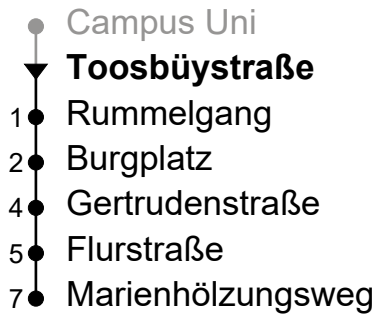 Campus Uni
Toosbüystraße
1 Rummelgang
2 Burgplatz
4 Gertrudenstraße
5 Flurstraße
7 Marienhölzungsweg